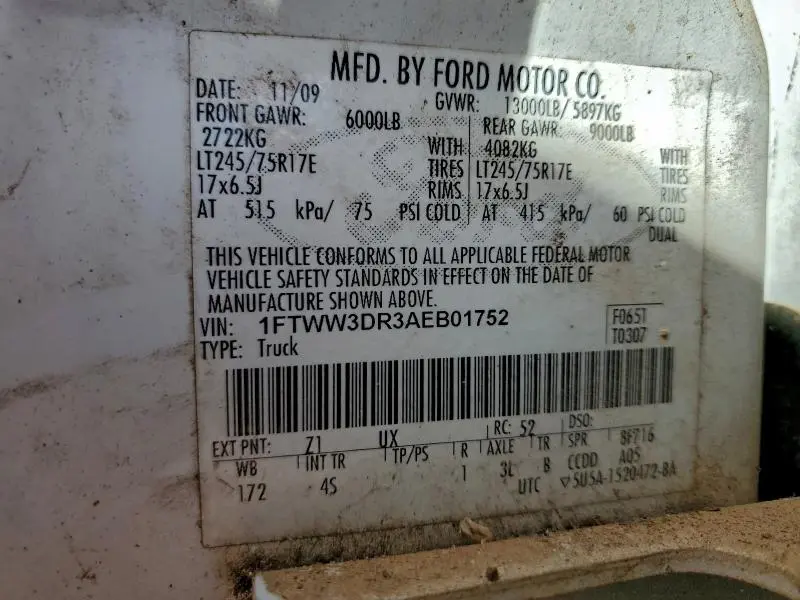 MFD. BY FORD MOTOR CO.
DATE: 11/09 GVWR: 13000LB/ 5897KG
FRONT GAWR: 6000LB REAR GAWR: 9000LB
2722KG WITH 4082KG WITH
LT245/75R17E TIRES LT245/75R17E TIRES
17x6.5J RIMS 17x6.5J RIMS
AT 515 kPa/ 75 PSI COLD AT 415 kPa/ 60 PSI COLD
DUAL
THIS VEHICLE CONFORMS TO ALL APPLICABLE FEDERAL MOTOR
VEHICLE SAFETY STANDARDS IN EFFECT ON THE DATE OF
MANUFACTURE SHOWN ABOVE.
VIN: 1FTWW3DR3AEB01752 F0651
TYPE: Truck T0307
EXT PNT: Z1 UX RC: 52 DSO:
WB INT TR TP/PS R AXLE TR SPR 8F716
172 4S 1 3L B CCDD A05
UTC ▽5U5A-1520472-BA